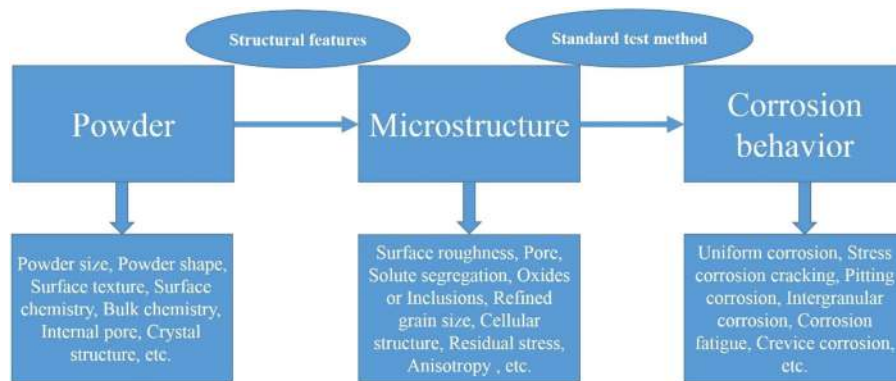 Structural features
Standard test method
Powder
Microstructure
Corrosion
behavior
Powder size, Powder shape,
Surface texture, Surface
chemistry, Bulk chemistry,
Internal pore, Crystal
structure, etc.
Surface roughness, Pore,
Solute segregation, Oxides
or Inclusions, Refined
grain size, Cellular
structure, Residual stress,
Anisotropy , etc.
Uniform corrosion, Stress
corrosion cracking, Pitting
corrosion, Intergranular
corrosion, Corrosion
fatigue, Crevice corrosion,
etc.